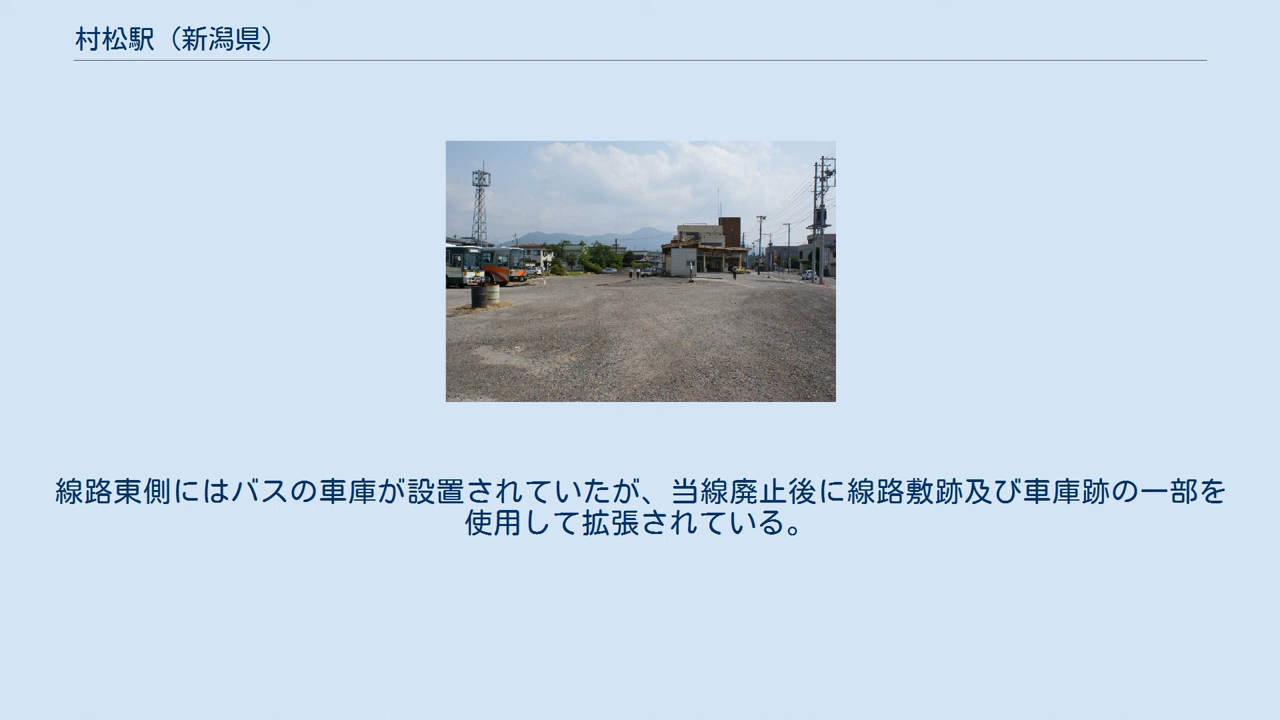 村松駅（新潟県）
線路東側にはバスの車庫が設置されていたが、当線廃止後に線路敷跡及び車庫跡の一部を
使用して拡張されている。